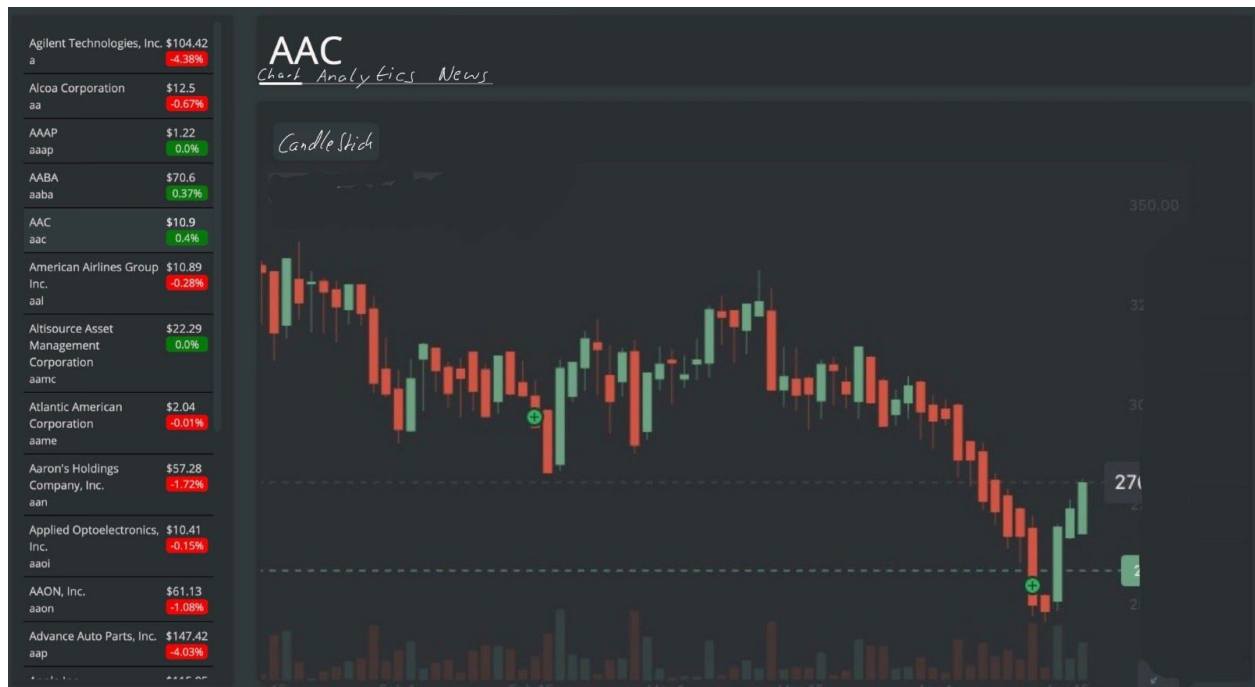 Agilent Technologies, Inc. $104.42
a -4.38%
Alcoa Corporation $12.5
aa -0.67%
AAAP $1.22
aaap 0.0%
AABA $70.6
aaba 0.37%
AAC $10.9
aac 0.4%
American Airlines Group $10.89
Inc. -0.28%
aal
Altisource Asset $22.29
Management 0.0%
Corporation
aamc
Atlantic American $2.04
Corporation -0.01%
aame
Aaron's Holdings $57.28
Company, Inc. -1.72%
aan
Applied Optoelectronics, $10.41
Inc. -0.15%
aaoi
AAON, Inc. $61.13
aaon -1.08%
Advance Auto Parts, Inc. $147.42
aap -4.03%
AAC
Chart Analytics News
CandleStick
350.00
32
30
270
2